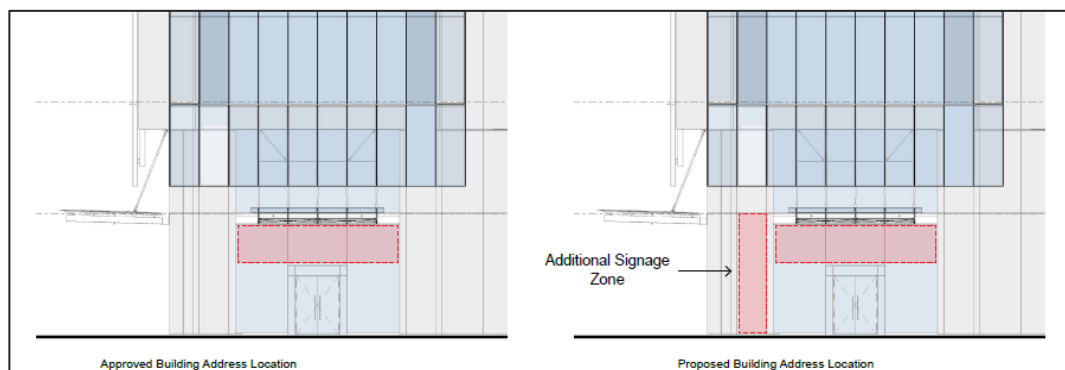 Additional Signage
Zone
Approved Building Address Location
Proposed Building Address Location